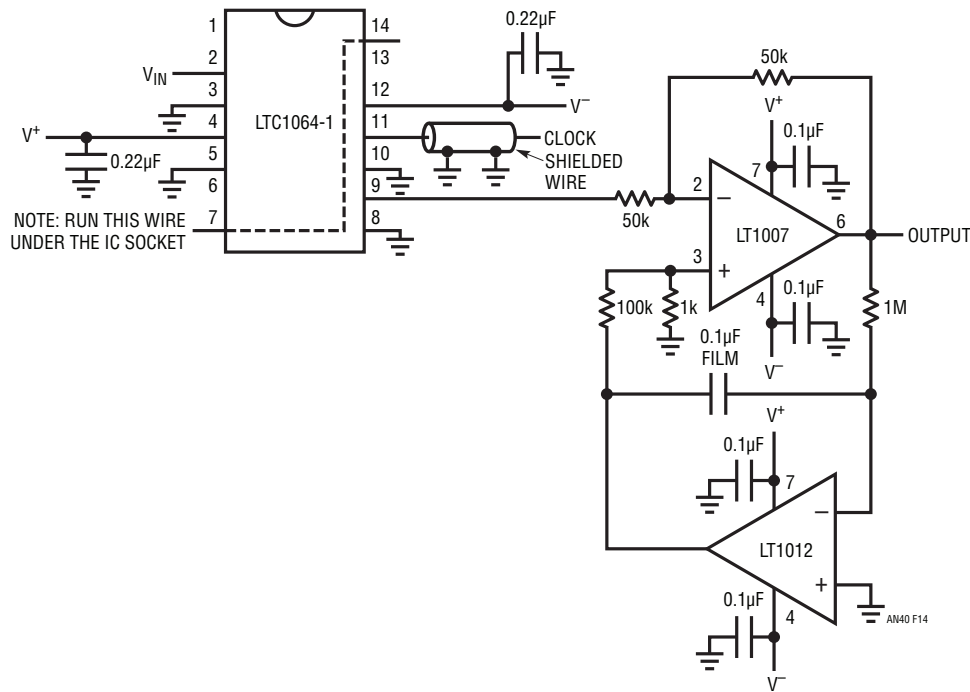 1
2
3
4
5
6
7
14
13
12
11
10
9
8
LTC1064-1
V_IN
V⁺
0.22µF
NOTE: RUN THIS WIRE
UNDER THE IC SOCKET
0.22µF
V⁻
CLOCK
SHIELDED
WIRE
50k
50k
V⁺
0.1µF
7
2
−
LT1007
6
OUTPUT
3
+
4
0.1µF
V⁻
100k
1k
1M
0.1µF
FILM
V⁺
0.1µF
7
−
LT1012
+
0.1µF
4
V⁻
AN40 F14